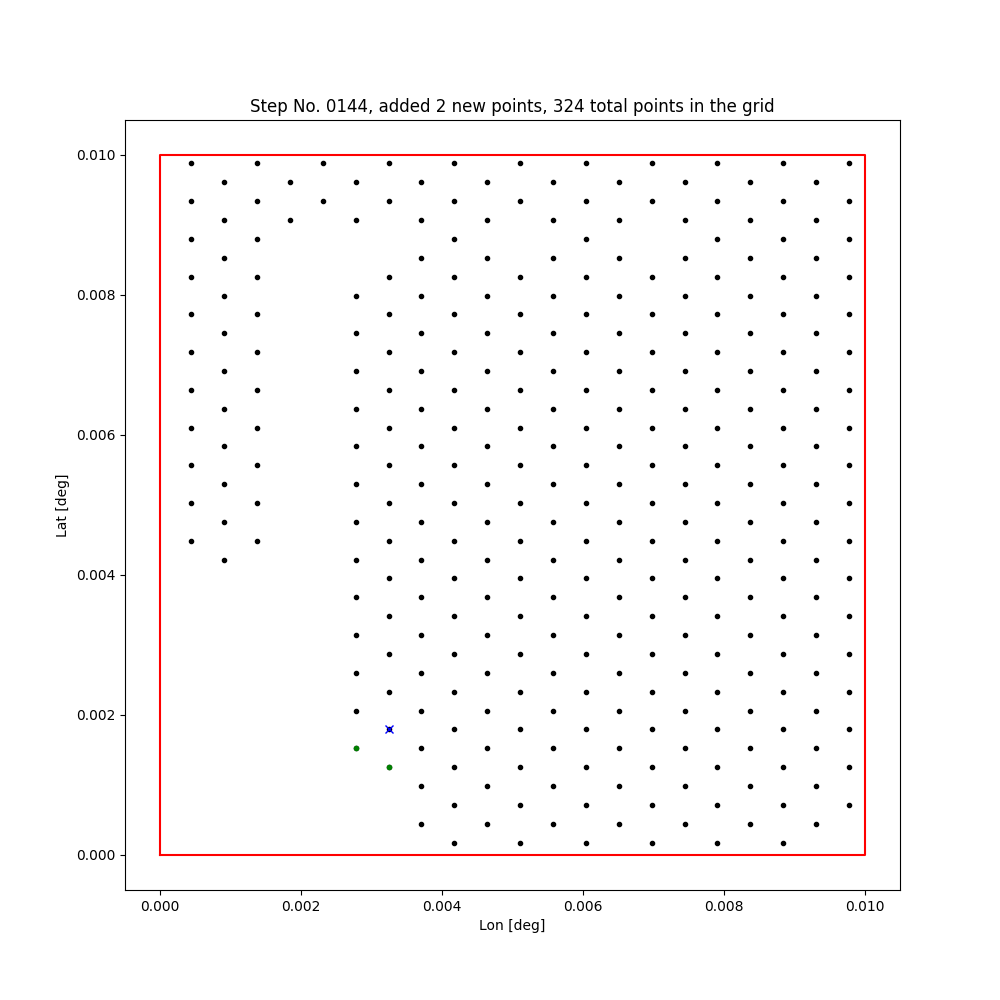 Step No. 0144, added 2 new points, 324 total points in the grid
0.010
0.008
0.006
0.004
0.002
0.000
Lat [deg]
0.000 0.002 0.004 0.006 0.008 0.010
Lon [deg]